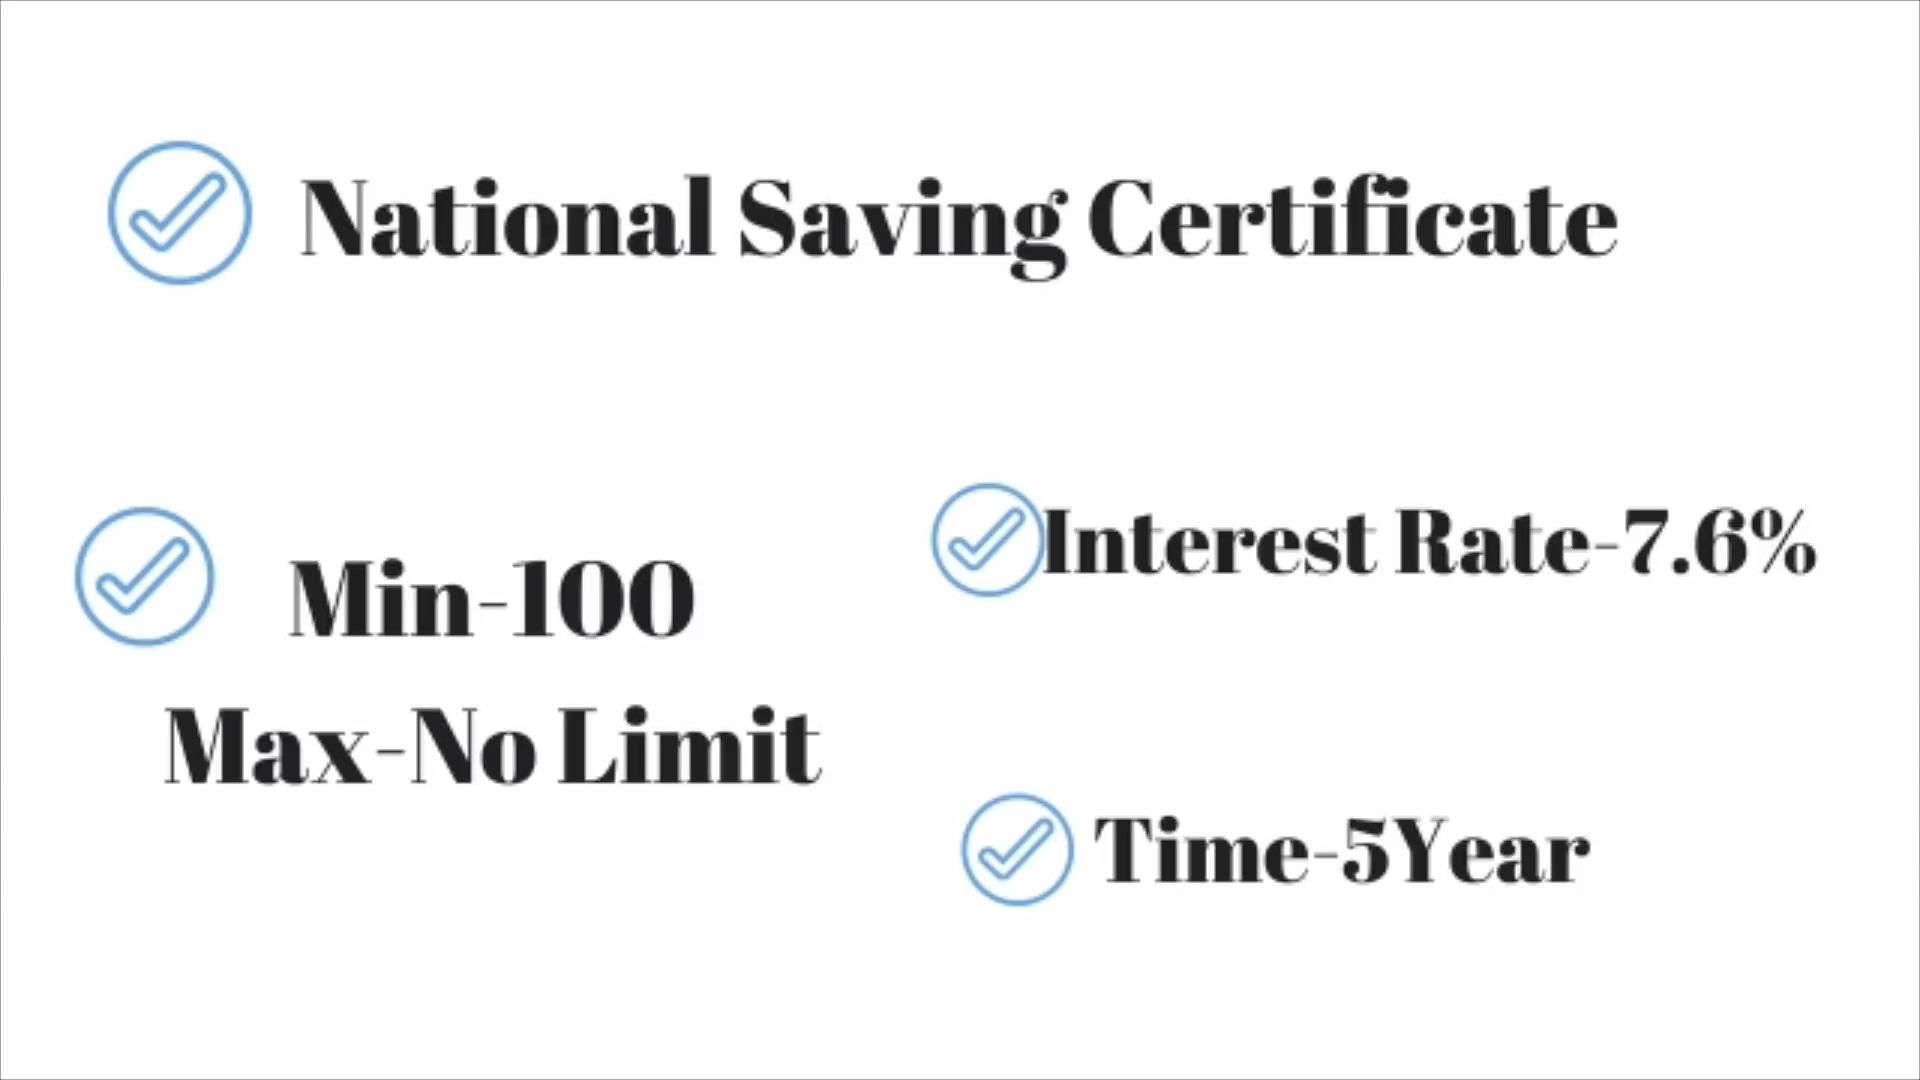 National Saving Certificate
Min-100
Max-No Limit
Interest Rate-7.6%
Time-5Year